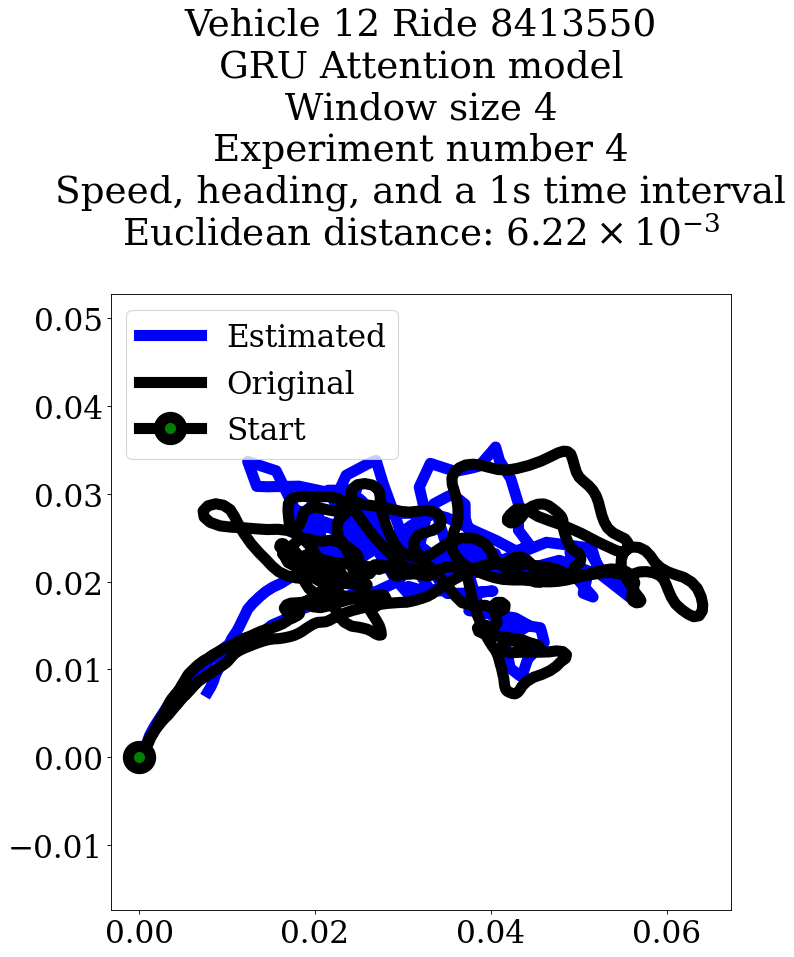 Vehicle 12 Ride 8413550
GRU Attention model
Window size 4
Experiment number 4
Speed, heading, and a 1s time interval
Euclidean distance: 6.22 × 10⁻³
Estimated
Original
Start
0.05
0.04
0.03
0.02
0.01
0.00
−0.01
0.00 0.02 0.04 0.06